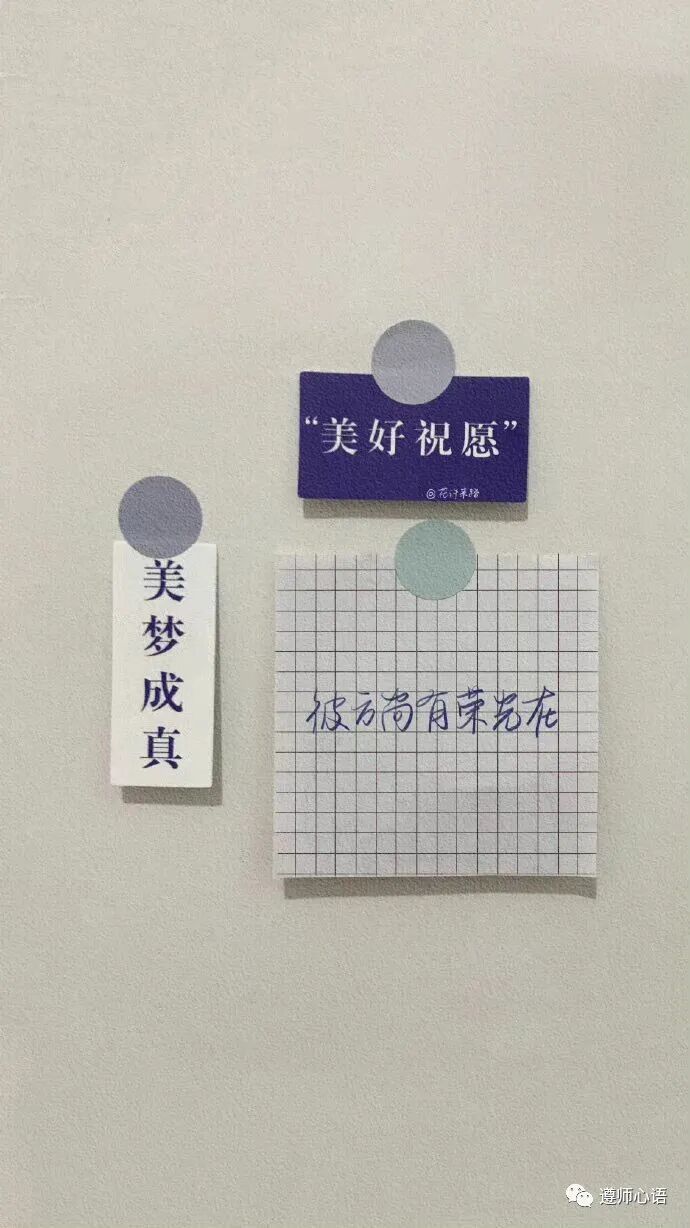 “美好祝愿”
美梦成真
彼方尚有荣光在
遵师心语